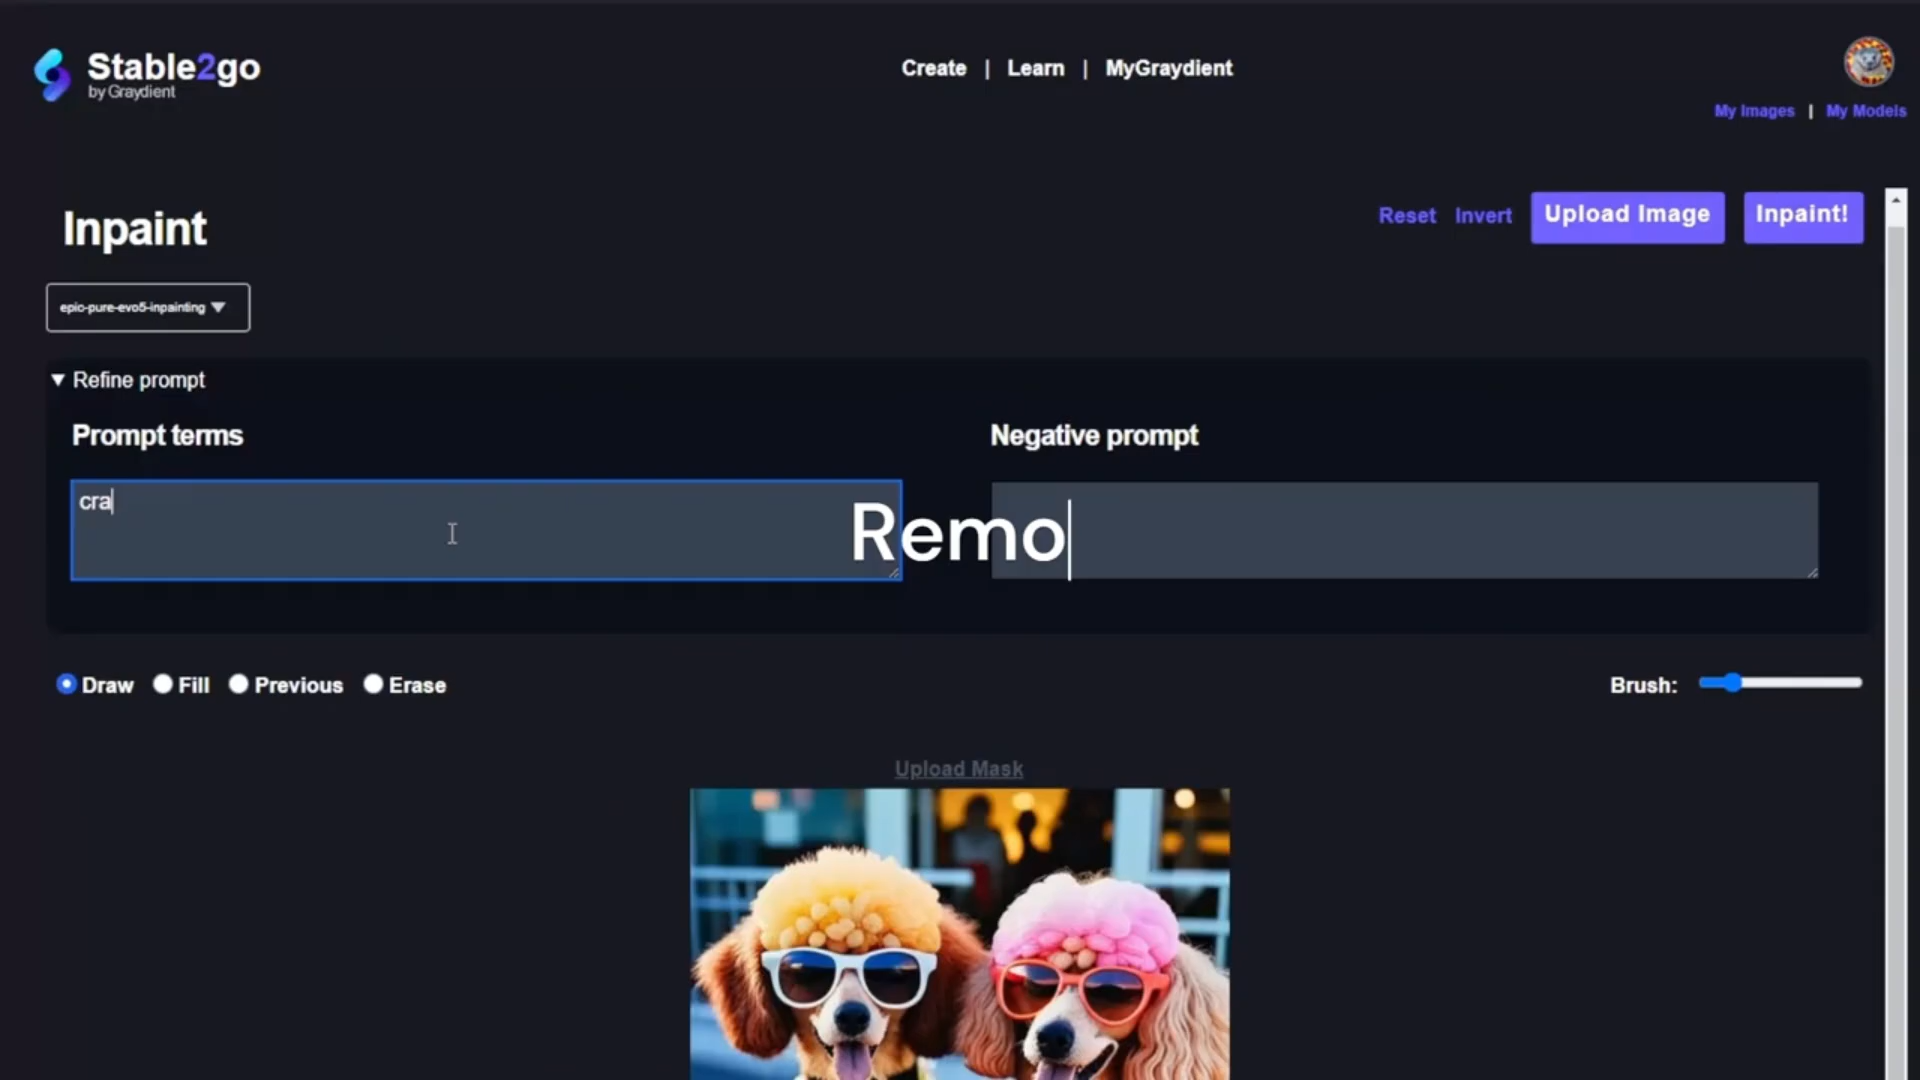 Stable2go
by Graydient
Create | Learn | MyGraydient
My Images | My Models
Inpaint
Reset Invert Upload Image Inpaint!
epic-pure-evo5-inpainting
Refine prompt
Prompt terms
Negative prompt
cra
Remo
Draw Fill Previous Erase
Brush:
Upload Mask